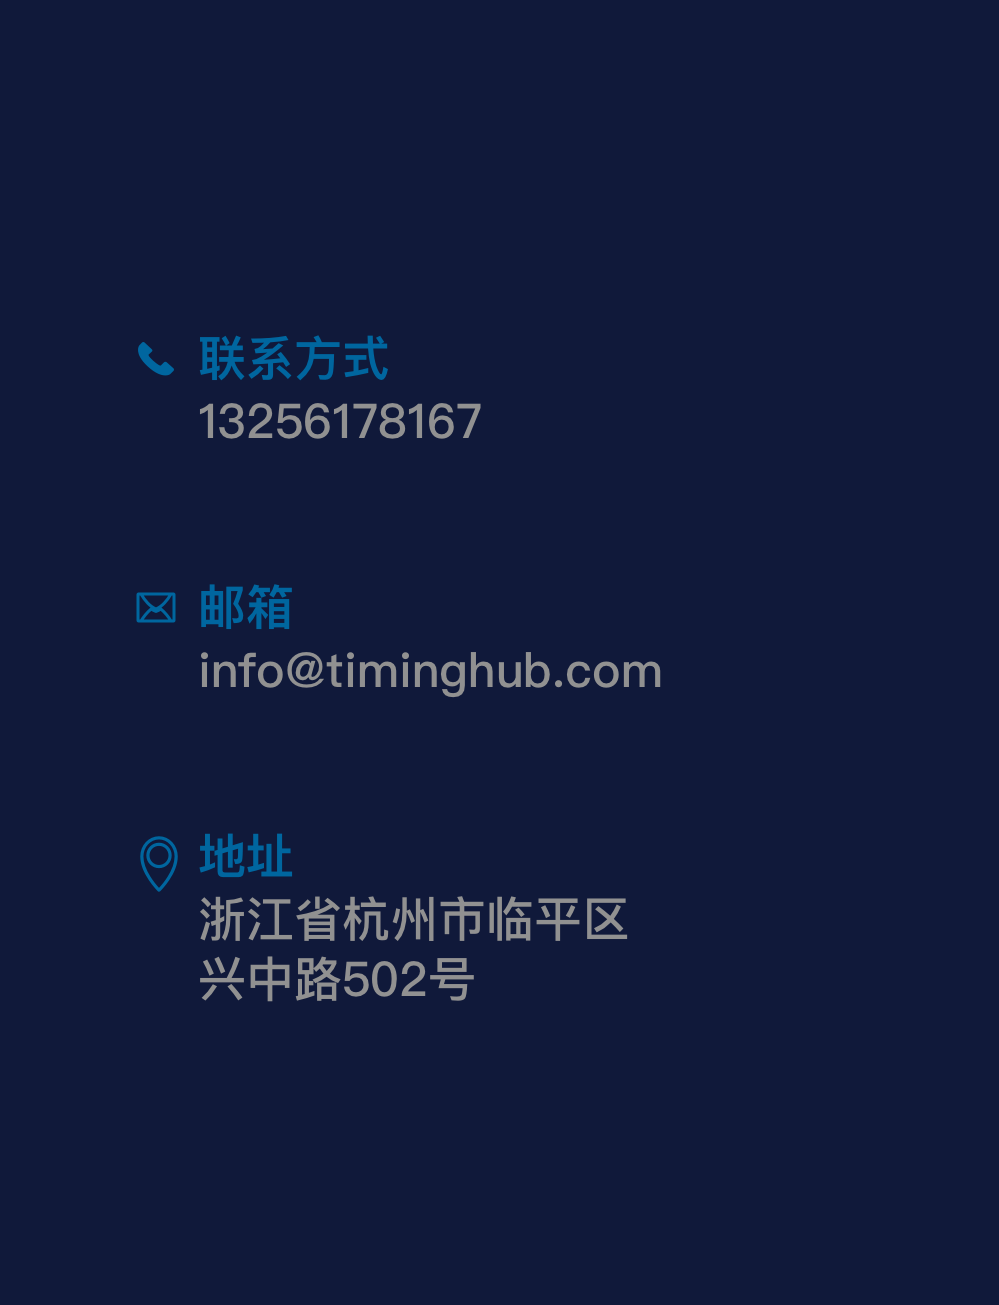 联系方式
13256178167
邮箱
info@timinghub.com
地址
浙江省杭州市临平区
兴中路502号